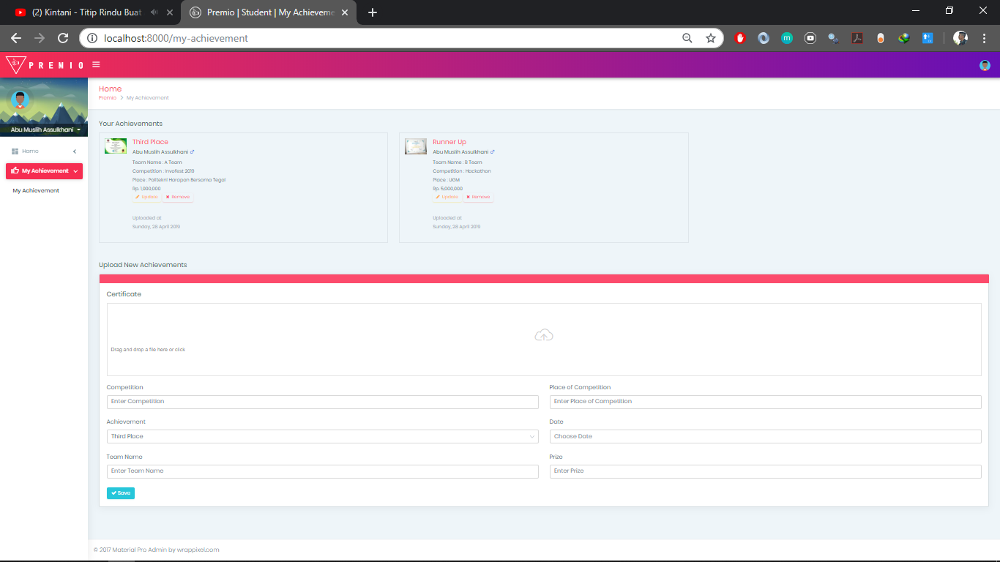 (2) Kintani - Titip Rindu Buat
Premio | Student | My Achieveme
localhost:8000/my-achievement
PREMIO
Abu Muslih Assulkhani
Home
My Achievement
My Achievement
Home
Premio > My Achievement
Your Achievements
Third Place
Abu Muslih Assulkhani
Team Name : A Team
Competition : Invofest 2019
Place : Politekni Harapan Bersama Tegal
Rp. 1,000,000
Update Remove
Uploaded at
Sunday, 28 April 2019
Runner Up
Abu Muslih Assulkhani
Team Name : B Team
Competition : Hackathon
Place : UGM
Rp. 5,000,000
Update Remove
Uploaded at
Sunday, 28 April 2019
Upload New Achievements
Certificate
Drag and drop a file here or click
Competition
Enter Competition
Place of Competition
Enter Place of Competition
Achievement
Third Place
Date
Choose Date
Team Name
Enter Team Name
Prize
Enter Prize
Save
© 2017 Material Pro Admin by wrappixel.com